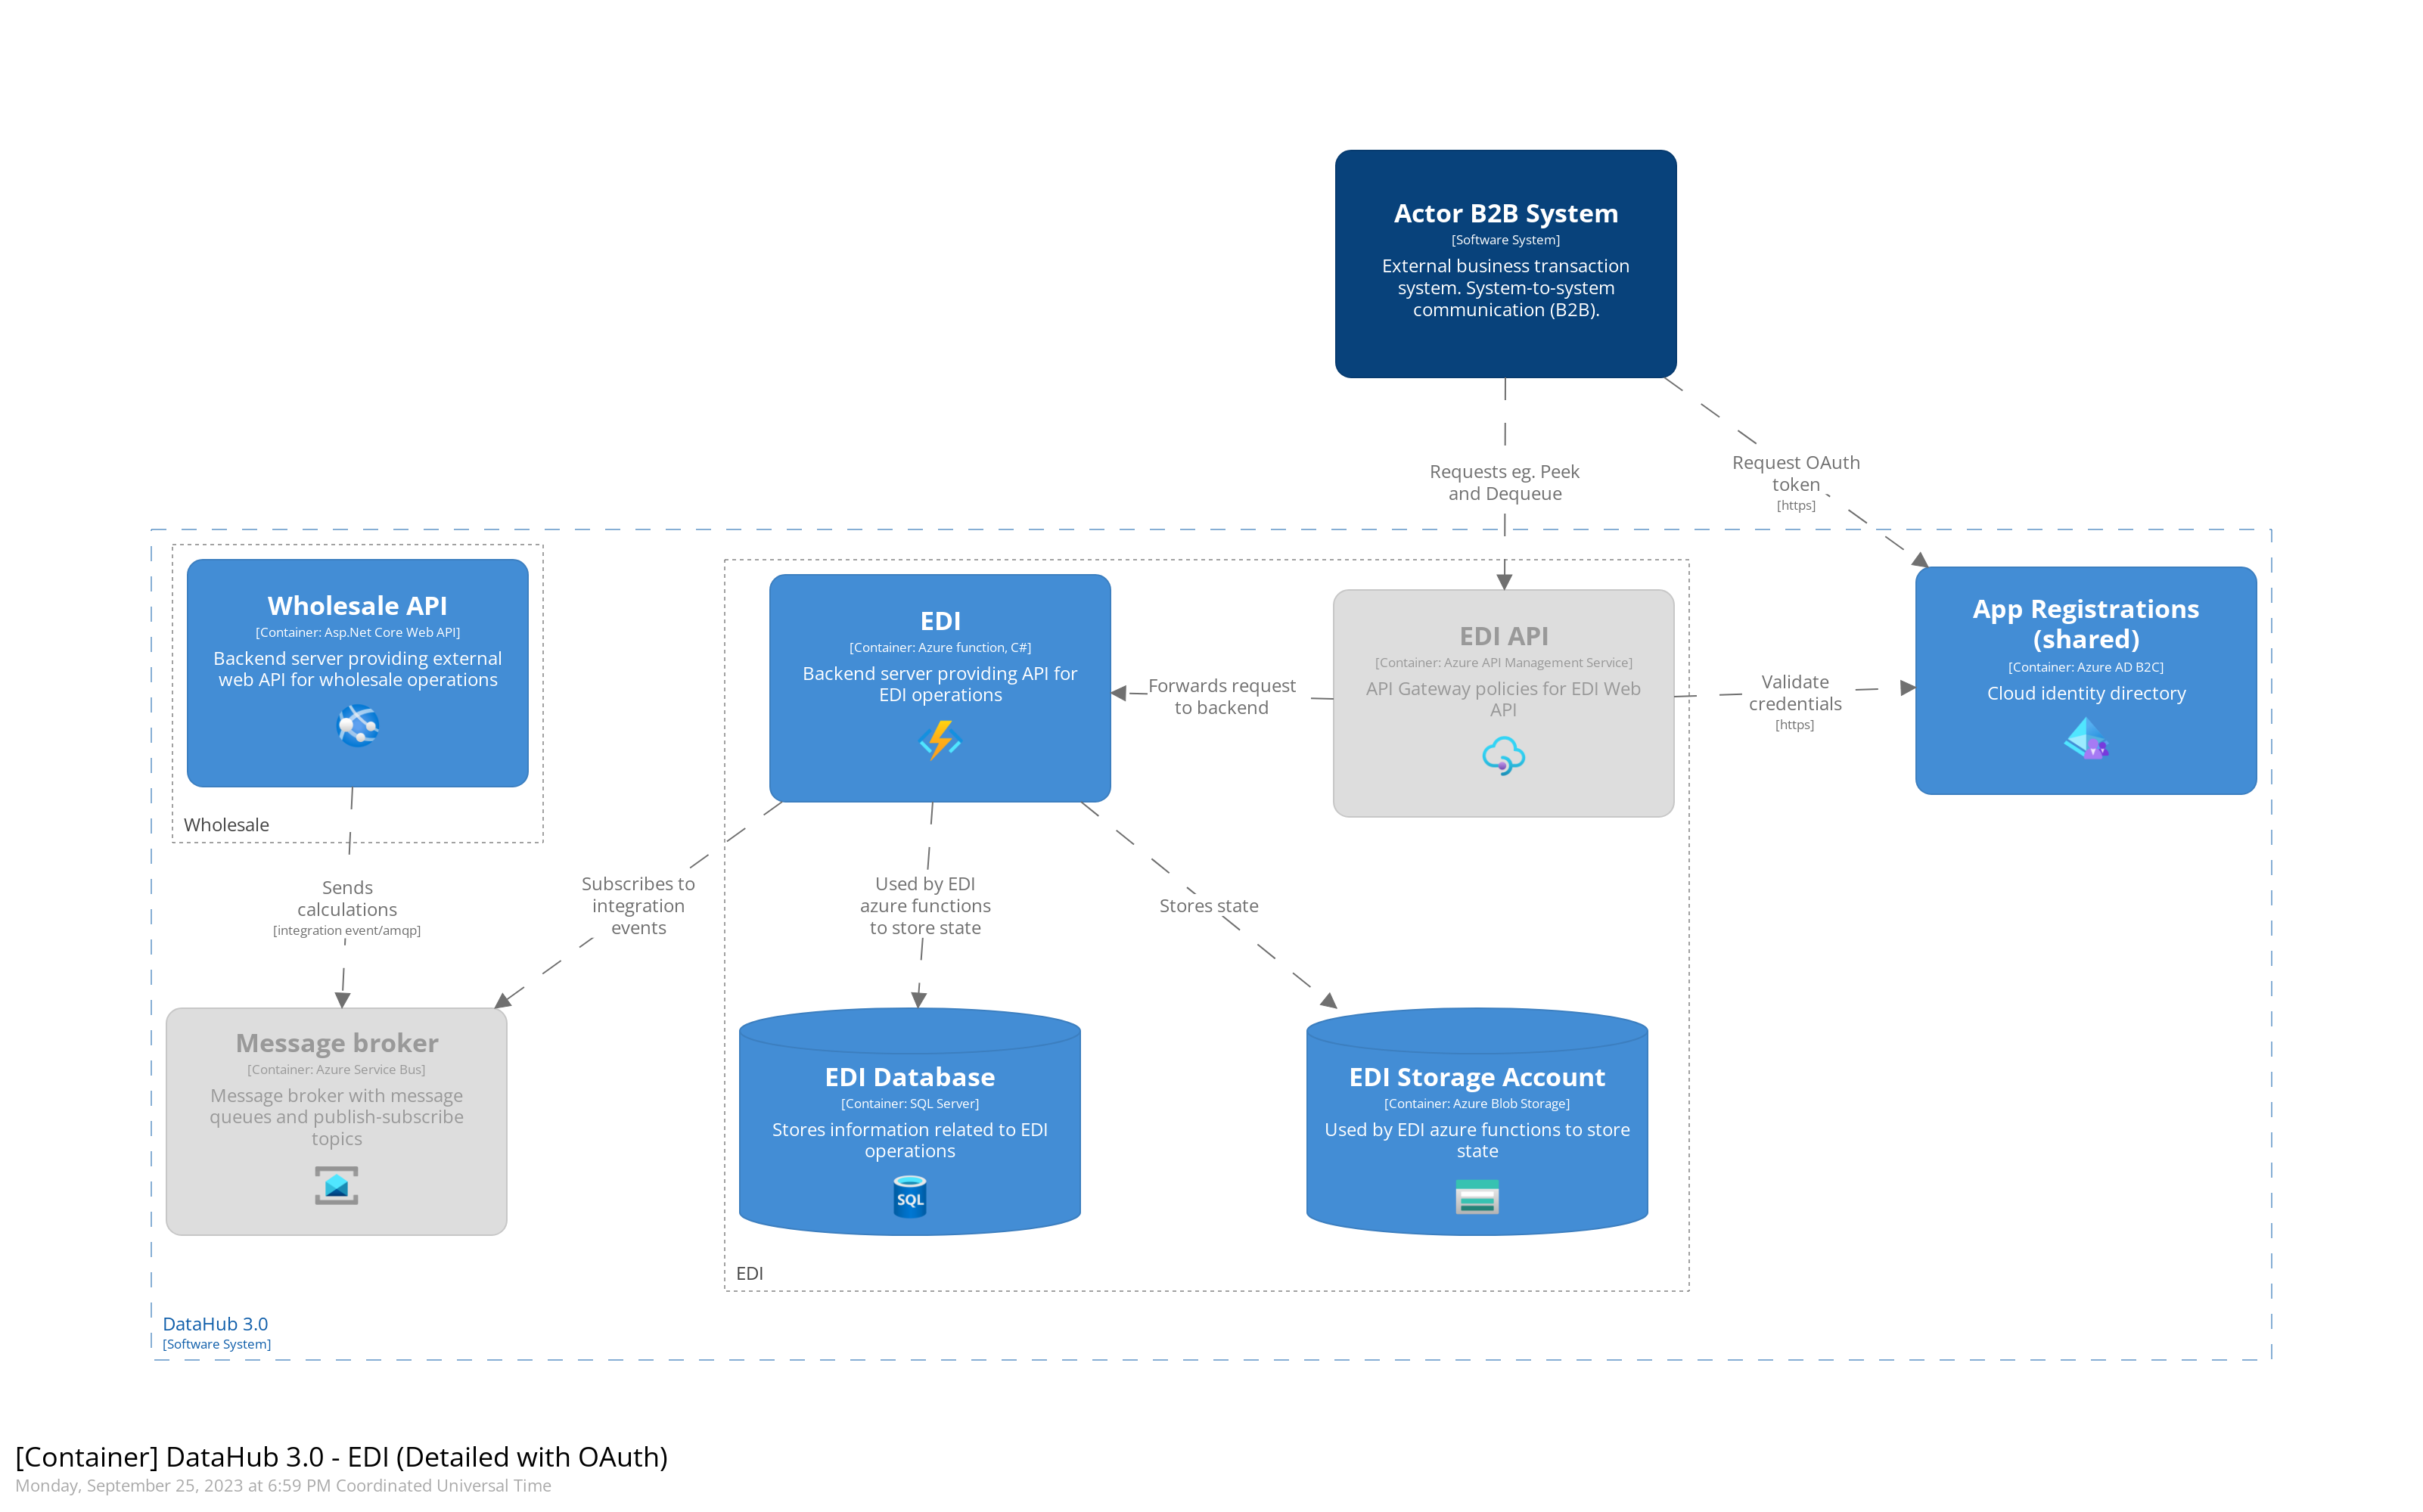 Actor B2B System
[Software System]
External business transaction
system. System-to-system
communication (B2B).
Requests eg. Peek
and Dequeue
Request OAuth
token
[https]
Wholesale API
[Container: Asp.Net Core Web API]
Backend server providing external
web API for wholesale operations
Wholesale
EDI
[Container: Azure function, C#]
Backend server providing API for
EDI operations
Forwards request
to backend
EDI API
[Container: Azure API Management Service]
API Gateway policies for EDI Web
API
Validate
credentials
[https]
App Registrations
(shared)
[Container: Azure AD B2C]
Cloud identity directory
Sends
calculations
[integration event/amqp]
Subscribes to
integration
events
Used by EDI
azure functions
to store state
Stores state
Message broker
[Container: Azure Service Bus]
Message broker with message
queues and publish-subscribe
topics
EDI Database
[Container: SQL Server]
Stores information related to EDI
operations
SQL
EDI Storage Account
[Container: Azure Blob Storage]
Used by EDI azure functions to store
state
EDI
DataHub 3.0
[Software System]
[Container] DataHub 3.0 - EDI (Detailed with OAuth)
Monday, September 25, 2023 at 6:59 PM Coordinated Universal Time